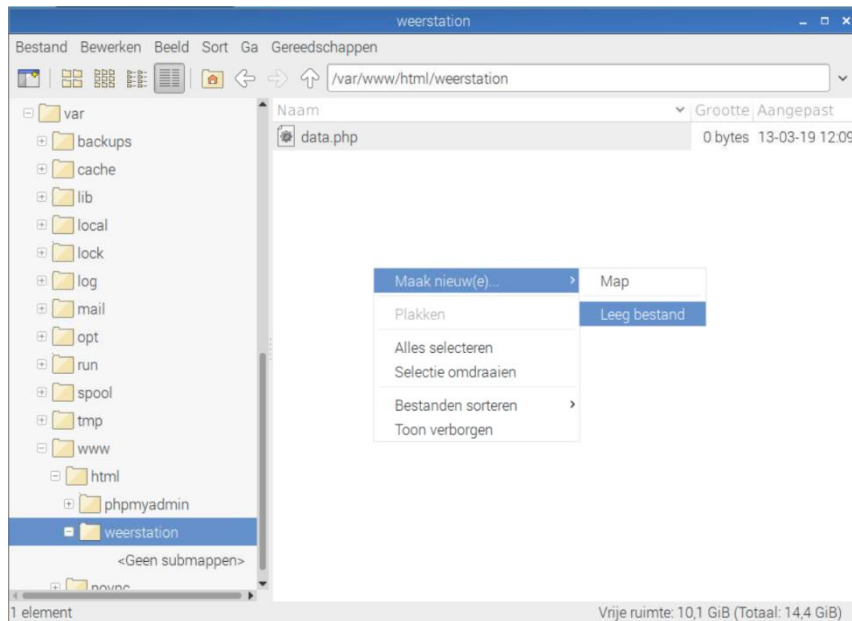 weerstation
Bestand Bewerken Beeld Sort Ga Gereedschappen
/var/www/html/weerstation
Naam Grootte Aangepast
data.php 0 bytes 13-03-19 12:09
var
backups
cache
lib
local
lock
log
mail
opt
run
spool
tmp
www
html
phpmyadmin
weerstation
<Geen submappen>
novnc
Maak nieuw(e)...
Plakken
Alles selecteren
Selectie omdraaien
Bestanden sorteren
Toon verborgen
Map
Leeg bestand
1 element
Vrije ruimte: 10,1 GiB (Totaal: 14,4 GiB)